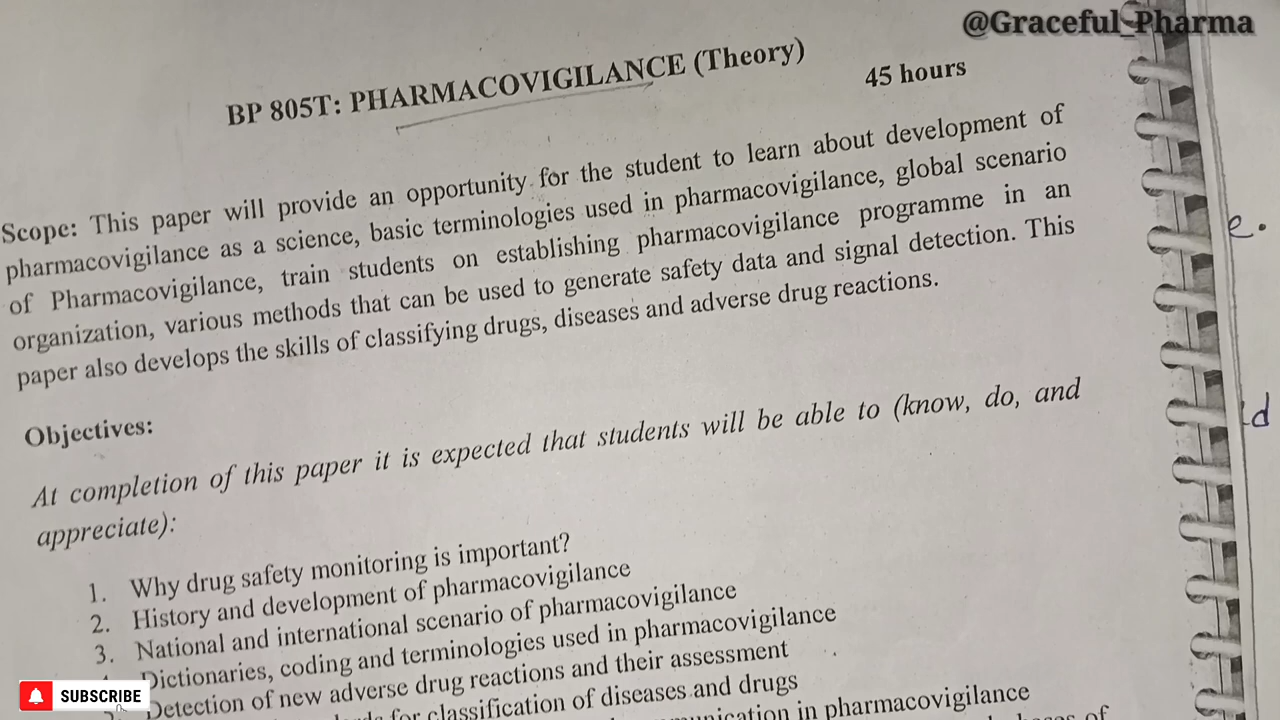 @Graceful_Pharma
BP 805T: PHARMACOVIGILANCE (Theory)
45 hours
Scope: This paper will provide an opportunity for the student to learn about development of
pharmacovigilance as a science, basic terminologies used in pharmacovigilance, global scenario
of Pharmacovigilance, train students on establishing pharmacovigilance programme in an
organization, various methods that can be used to generate safety data and signal detection. This
paper also develops the skills of classifying drugs, diseases and adverse drug reactions.
Objectives:
At completion of this paper it is expected that students will be able to (know, do, and
appreciate):
1. Why drug safety monitoring is important?
2. History and development of pharmacovigilance
3. National and international scenario of pharmacovigilance
Dictionaries, coding and terminologies used in pharmacovigilance
Detection of new adverse drug reactions and their assessment
for classification of diseases and drugs
in pharmacovigilance
of
e.
d
SUBSCRIBE